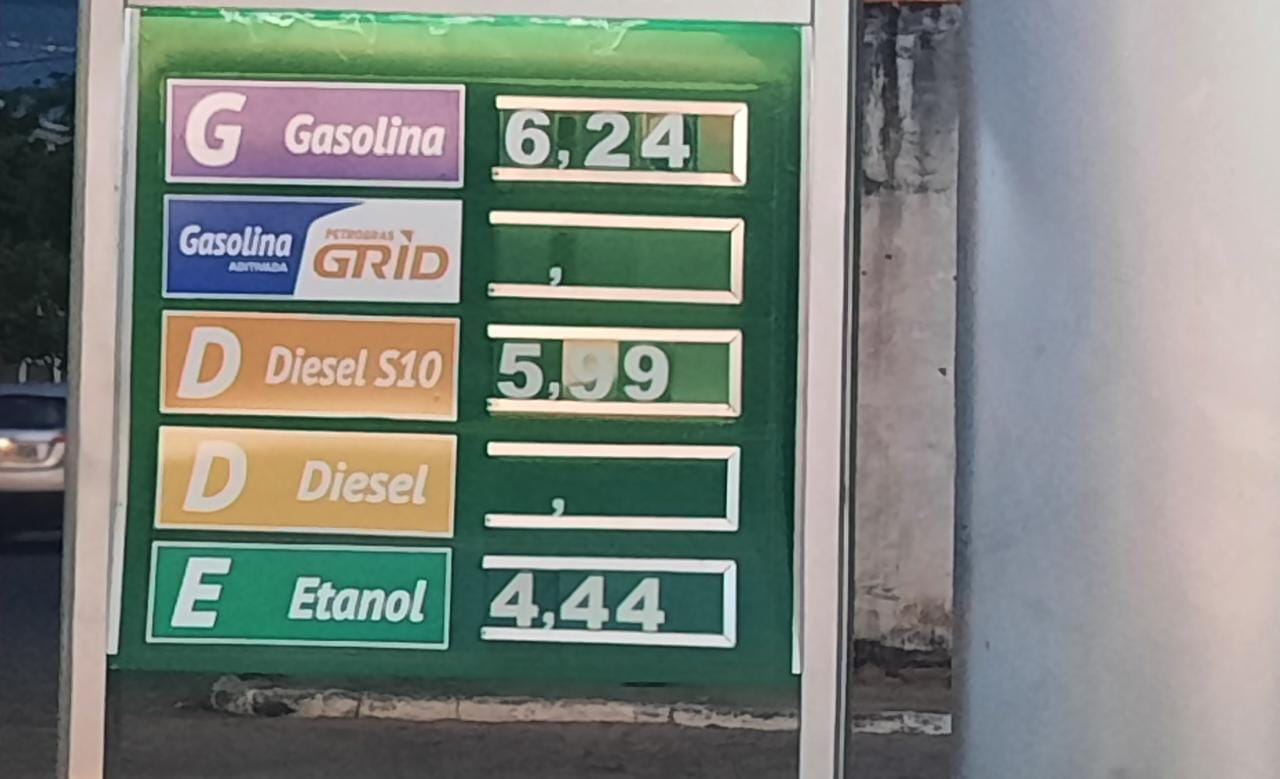 G Gasolina 6,24
Gasolina ADITIVADA PETROBRAS GRID ,
D Diesel S10 5,99
D Diesel ,
E Etanol 4,44